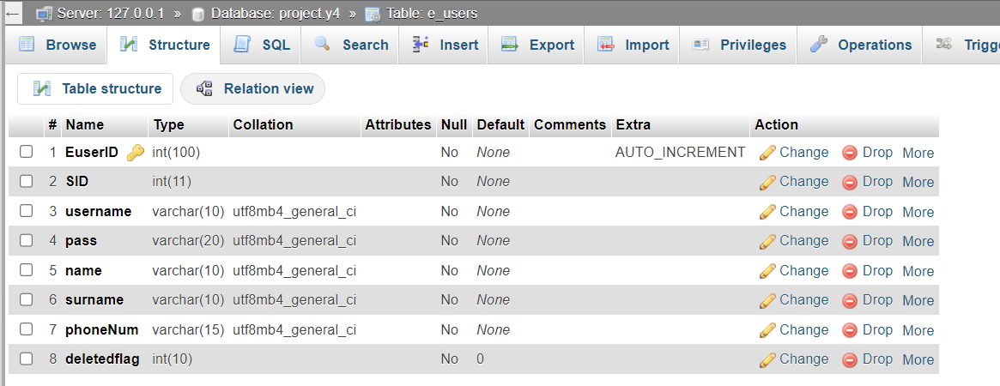 Server: 127.0.0.1 » Database: project.y4 » Table: e_users
Browse Structure SQL Search Insert Export Import Privileges Operations Trigg
Table structure Relation view
# Name Type Collation Attributes Null Default Comments Extra Action
1 EuserID int(100) No None AUTO_INCREMENT Change Drop More
2 SID int(11) No None Change Drop More
3 username varchar(10) utf8mb4_general_ci No None Change Drop More
4 pass varchar(20) utf8mb4_general_ci No None Change Drop More
5 name varchar(10) utf8mb4_general_ci No None Change Drop More
6 surname varchar(10) utf8mb4_general_ci No None Change Drop More
7 phoneNum varchar(15) utf8mb4_general_ci No None Change Drop More
8 deletedflag int(10) No 0 Change Drop More